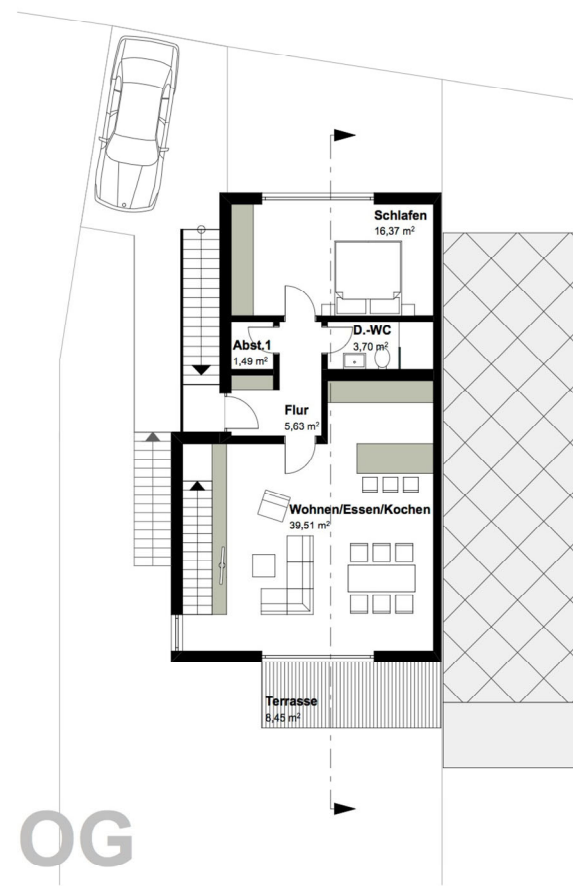 Schlafen
16,37 m²
D.-WC
3,70 m²
Abst.1
1,49 m²
Flur
5,63 m²
Wohnen/Essen/Kochen
39,51 m²
Terrasse
8,45 m²
OG